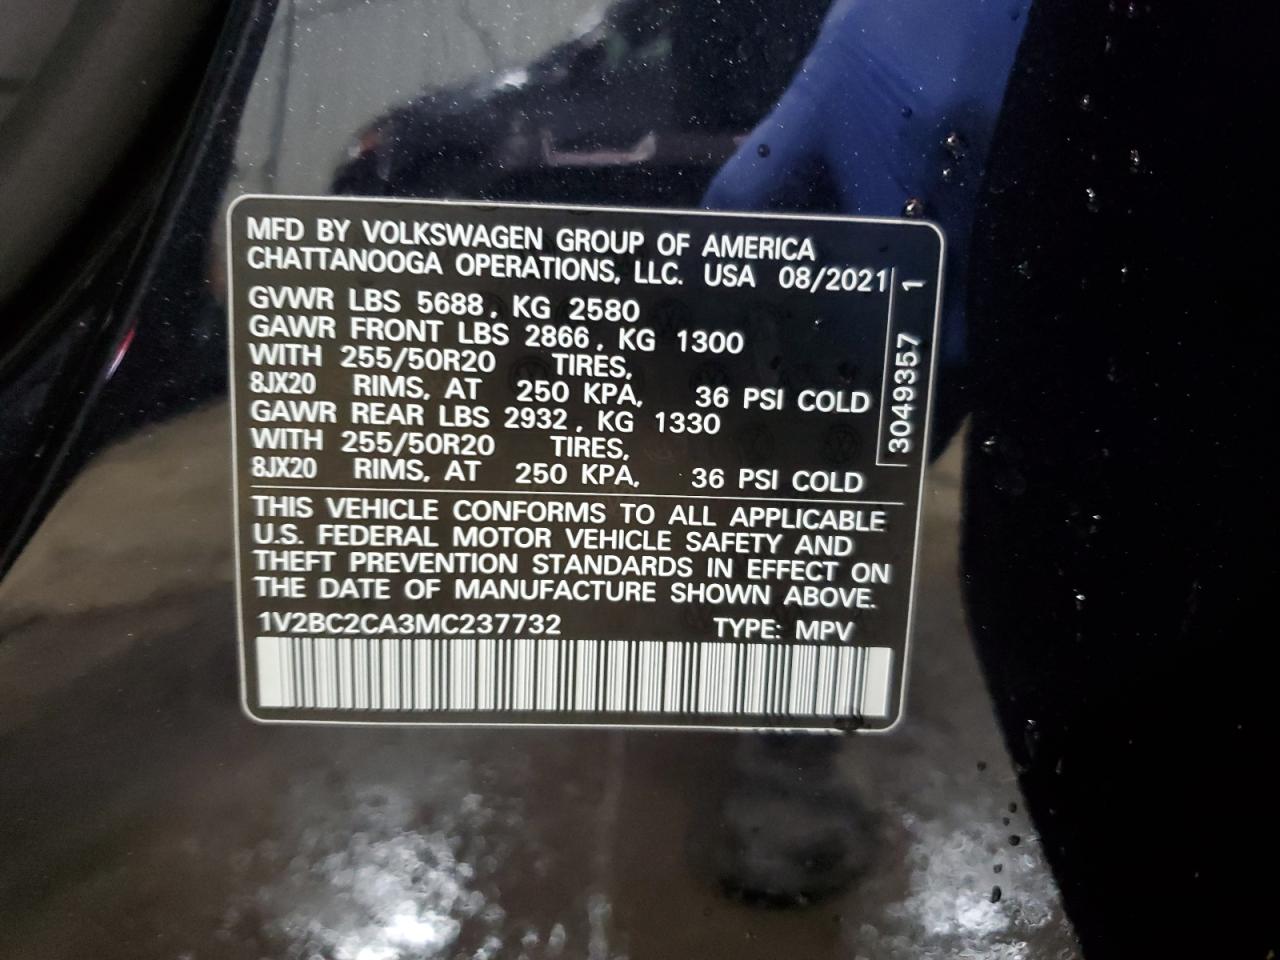 MFD BY VOLKSWAGEN GROUP OF AMERICA
CHATTANOOGA OPERATIONS, LLC. USA 08/2021
GVWR LBS 5688, KG 2580
GAWR FRONT LBS 2866, KG 1300
WITH 255/50R20 TIRES,
8JX20 RIMS, AT 250 KPA, 36 PSI COLD
GAWR REAR LBS 2932, KG 1330
WITH 255/50R20 TIRES,
8JX20 RIMS, AT 250 KPA, 36 PSI COLD
3049357 1
THIS VEHICLE CONFORMS TO ALL APPLICABLE
U.S. FEDERAL MOTOR VEHICLE SAFETY AND
THEFT PREVENTION STANDARDS IN EFFECT ON
THE DATE OF MANUFACTURE SHOWN ABOVE.
1V2BC2CA3MC237732 TYPE: MPV